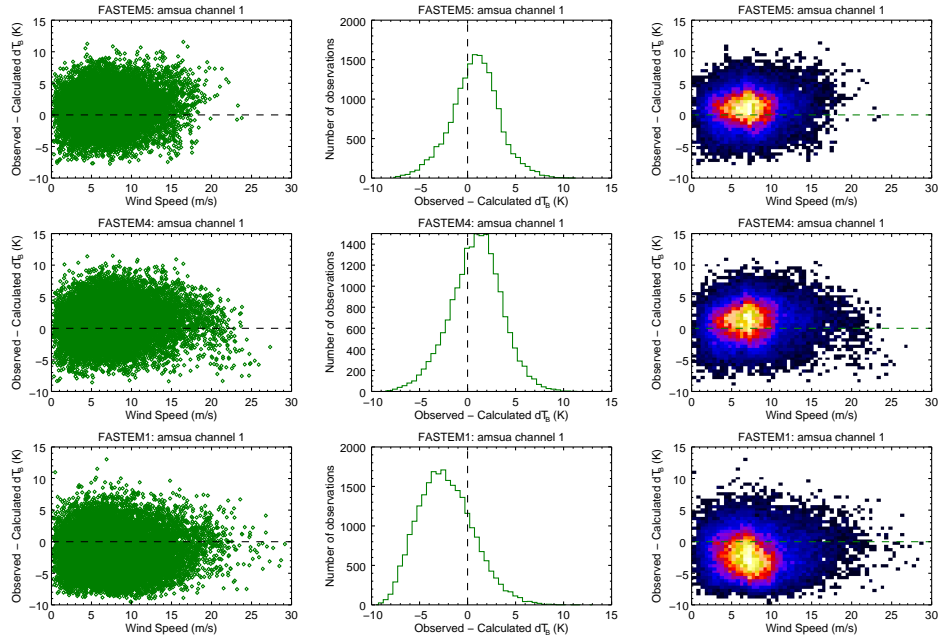 FASTEM5: amsua channel 1
Observed − Calculated dT_B (K)
15
10
5
0
−5
−10
0 5 10 15 20 25 30
Wind Speed (m/s)
FASTEM5: amsua channel 1
Number of observations
2000
1500
1000
500
0
−10 −5 0 5 10 15
Observed − Calculated dT_B (K)
FASTEM5: amsua channel 1
Observed − Calculated dT_B (K)
15
10
5
0
−5
−10
0 5 10 15 20 25 30
Wind Speed (m/s)
FASTEM4: amsua channel 1
Observed − Calculated dT_B (K)
15
10
5
0
−5
−10
0 5 10 15 20 25 30
Wind Speed (m/s)
FASTEM4: amsua channel 1
Number of observations
1400
1200
1000
800
600
400
200
0
−10 −5 0 5 10 15
Observed − Calculated dT_B (K)
FASTEM4: amsua channel 1
Observed − Calculated dT_B (K)
15
10
5
0
−5
−10
0 5 10 15 20 25 30
Wind Speed (m/s)
FASTEM1: amsua channel 1
Observed − Calculated dT_B (K)
15
10
5
0
−5
−10
0 5 10 15 20 25 30
Wind Speed (m/s)
FASTEM1: amsua channel 1
Number of observations
2000
1500
1000
500
0
−10 −5 0 5 10 15
Observed − Calculated dT_B (K)
FASTEM1: amsua channel 1
Observed − Calculated dT_B (K)
15
10
5
0
−5
−10
0 5 10 15 20 25 30
Wind Speed (m/s)